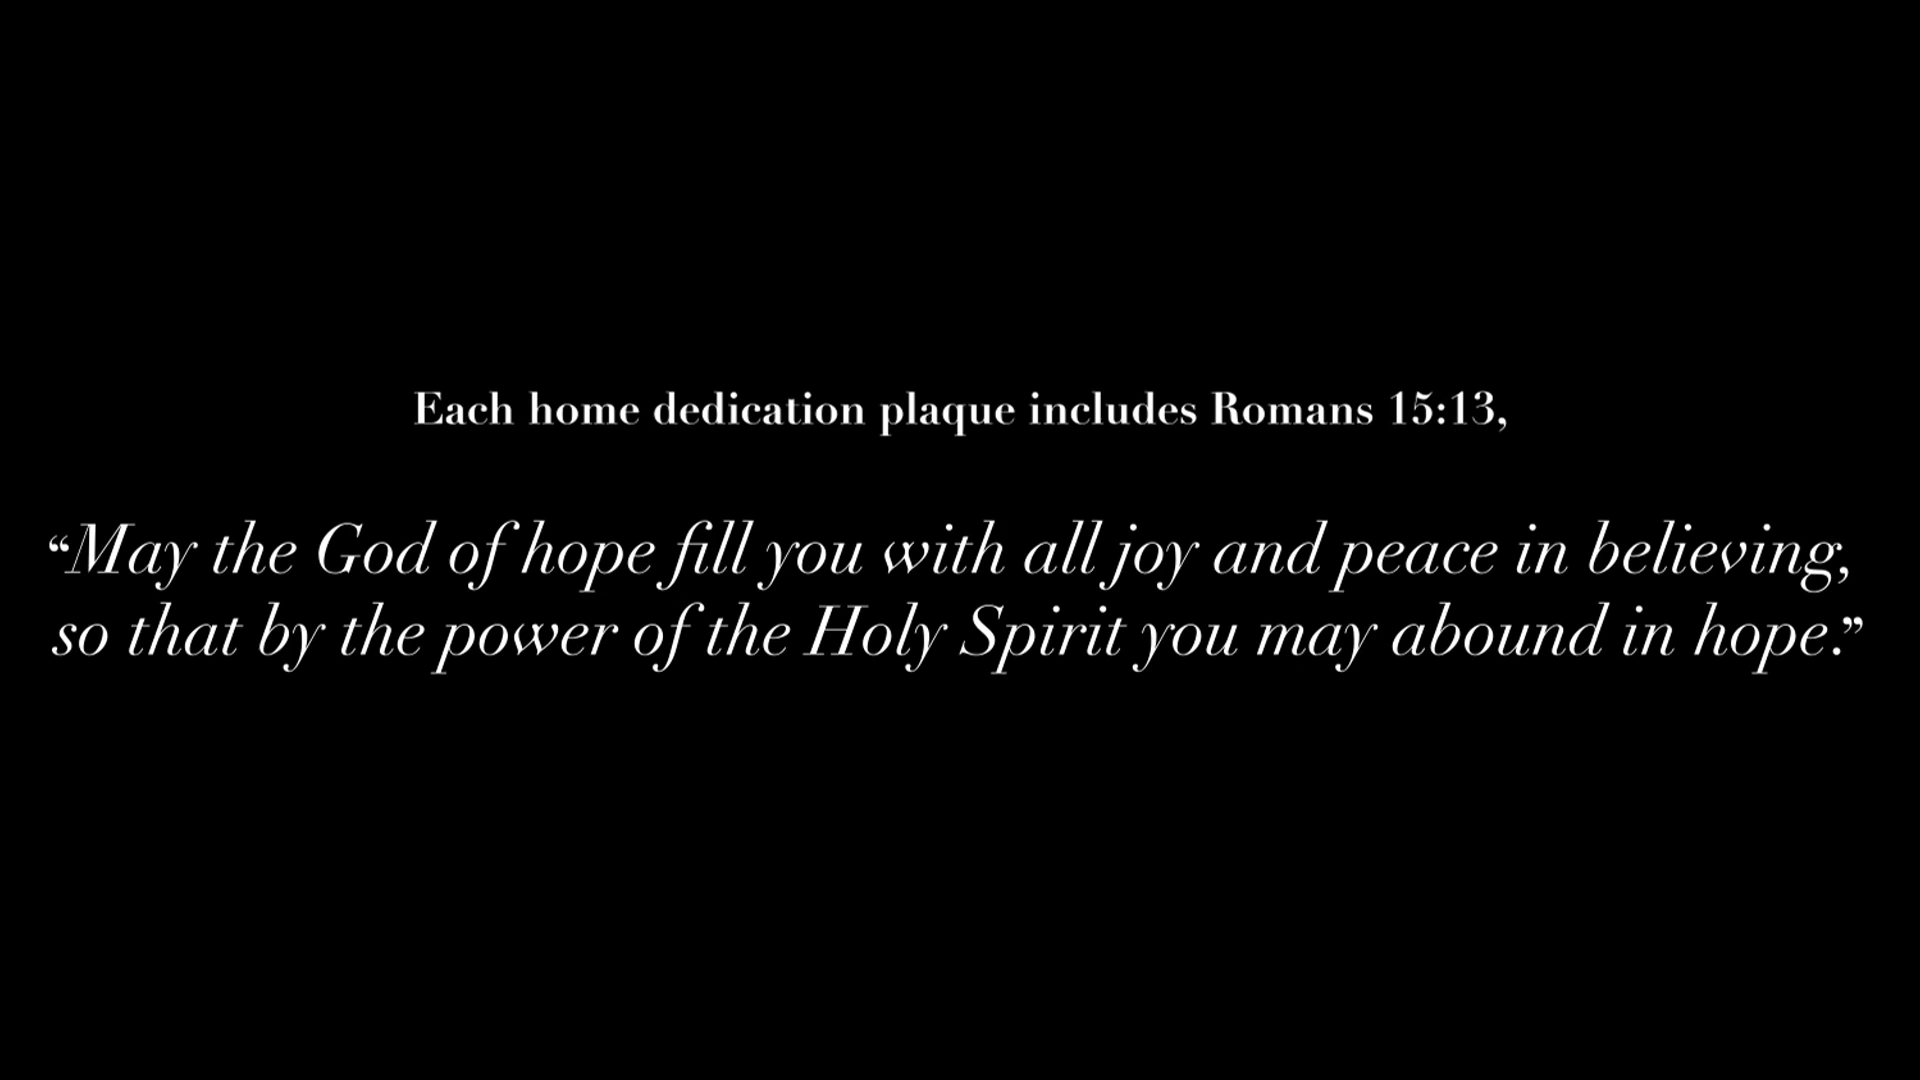 Each home dedication plaque includes Romans 15:13,
“May the God of hope fill you with all joy and peace in believing,
so that by the power of the Holy Spirit you may abound in hope.”